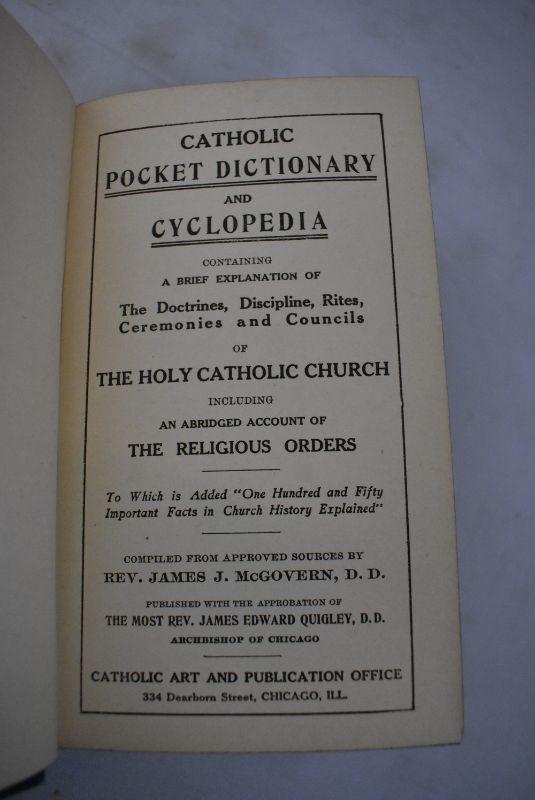 CATHOLIC
POCKET DICTIONARY
AND
CYCLOPEDIA
CONTAINING
A BRIEF EXPLANATION OF
The Doctrines, Discipline, Rites,
Ceremonies and Councils
OF
THE HOLY CATHOLIC CHURCH
INCLUDING
AN ABRIDGED ACCOUNT OF
THE RELIGIOUS ORDERS
To Which is Added "One Hundred and Fifty
Important Facts in Church History Explained"
COMPILED FROM APPROVED SOURCES BY
REV. JAMES J. McGOVERN, D. D.
PUBLISHED WITH THE APPROBATION OF
THE MOST REV. JAMES EDWARD QUIGLEY, D.D.
ARCHBISHOP OF CHICAGO
CATHOLIC ART AND PUBLICATION OFFICE
334 Dearborn Street, CHICAGO, ILL.